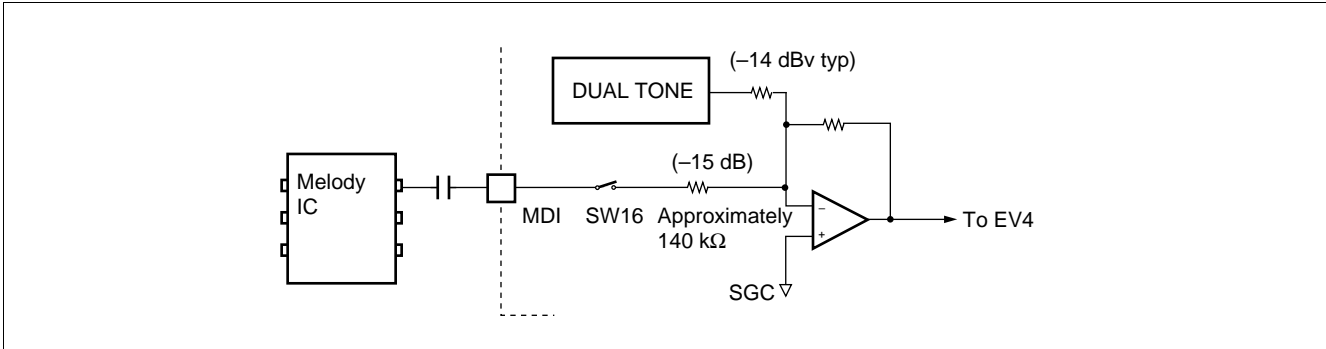 (–14 dBv typ)
DUAL TONE
(–15 dB)
Melody
IC
MDI
SW16
Approximately
140 kΩ
–
+
To EV4
SGC